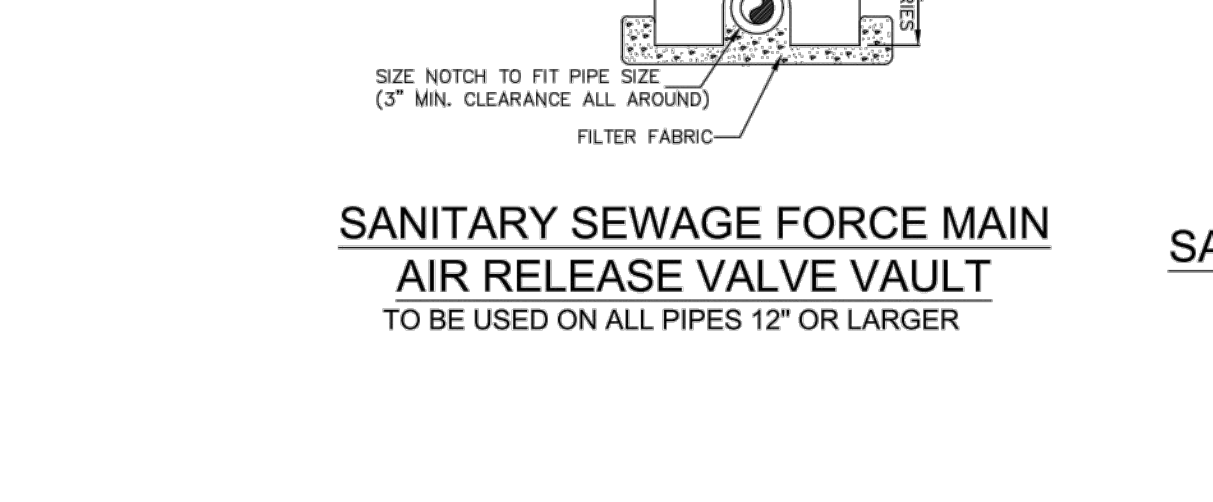 SIZE NOTCH TO FIT PIPE SIZE
(3" MIN. CLEARANCE ALL AROUND)
FILTER FABRIC
SANITARY SEWAGE FORCE MAIN
AIR RELEASE VALVE VAULT
TO BE USED ON ALL PIPES 12" OR LARGER